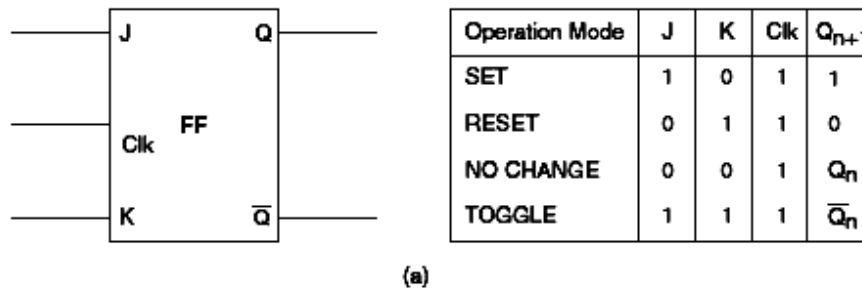 J Q
FF
Clk
K Q̅
Operation Mode J K Clk Qn+
SET 1 0 1 1
RESET 0 1 1 0
NO CHANGE 0 0 1 Qn
TOGGLE 1 1 1 Q̅n
(a)